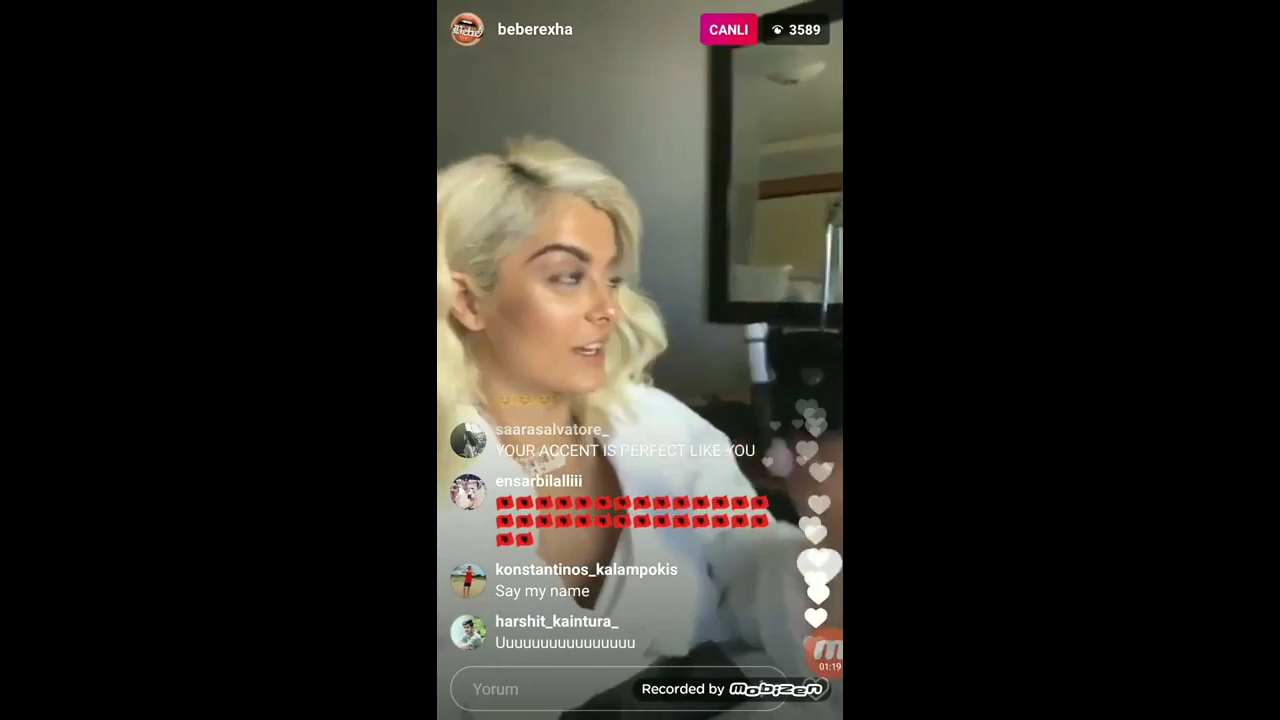 beberexha
CANLI
3589
saarasalvatore_
YOUR ACCENT IS PERFECT LIKE YOU
ensarbilalliii
konstantinos_kalampokis
Say my name
harshit_kaintura_
Uuuuuuuuuuuuuuuu
01:19
Yorum
Recorded by mobizen